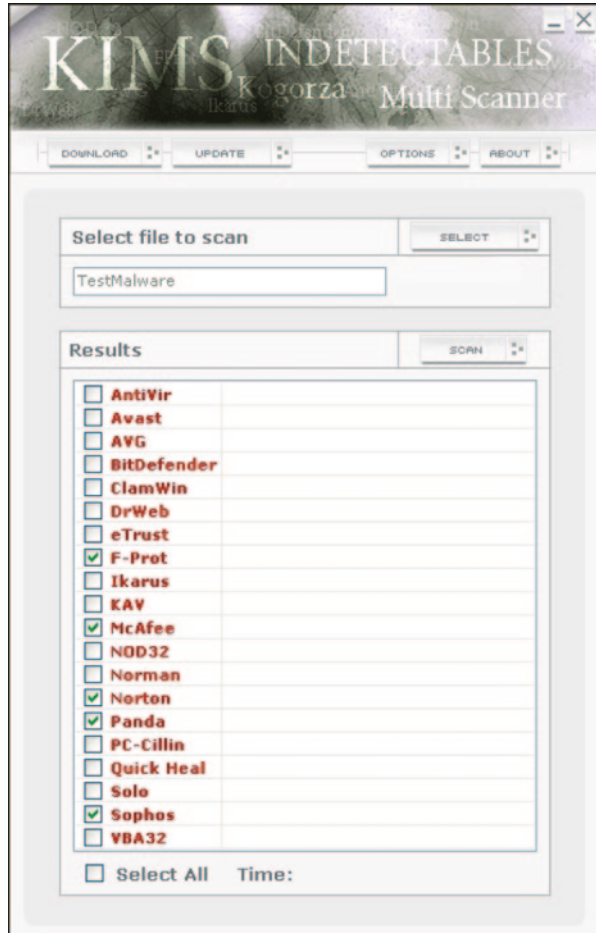 KIMS INDETECTABLES
Kogorza Multi Scanner
DrWeb Ikarus
DOWNLOAD UPDATE OPTIONS ABOUT
Select file to scan SELECT
TestMalware
Results SCAN
AntiVir
Avast
AVG
BitDefender
ClamWin
DrWeb
eTrust
F-Prot
Ikarus
KAV
McAfee
NOD32
Norman
Norton
Panda
PC-Cillin
Quick Heal
Solo
Sophos
VBA32
Select All Time: